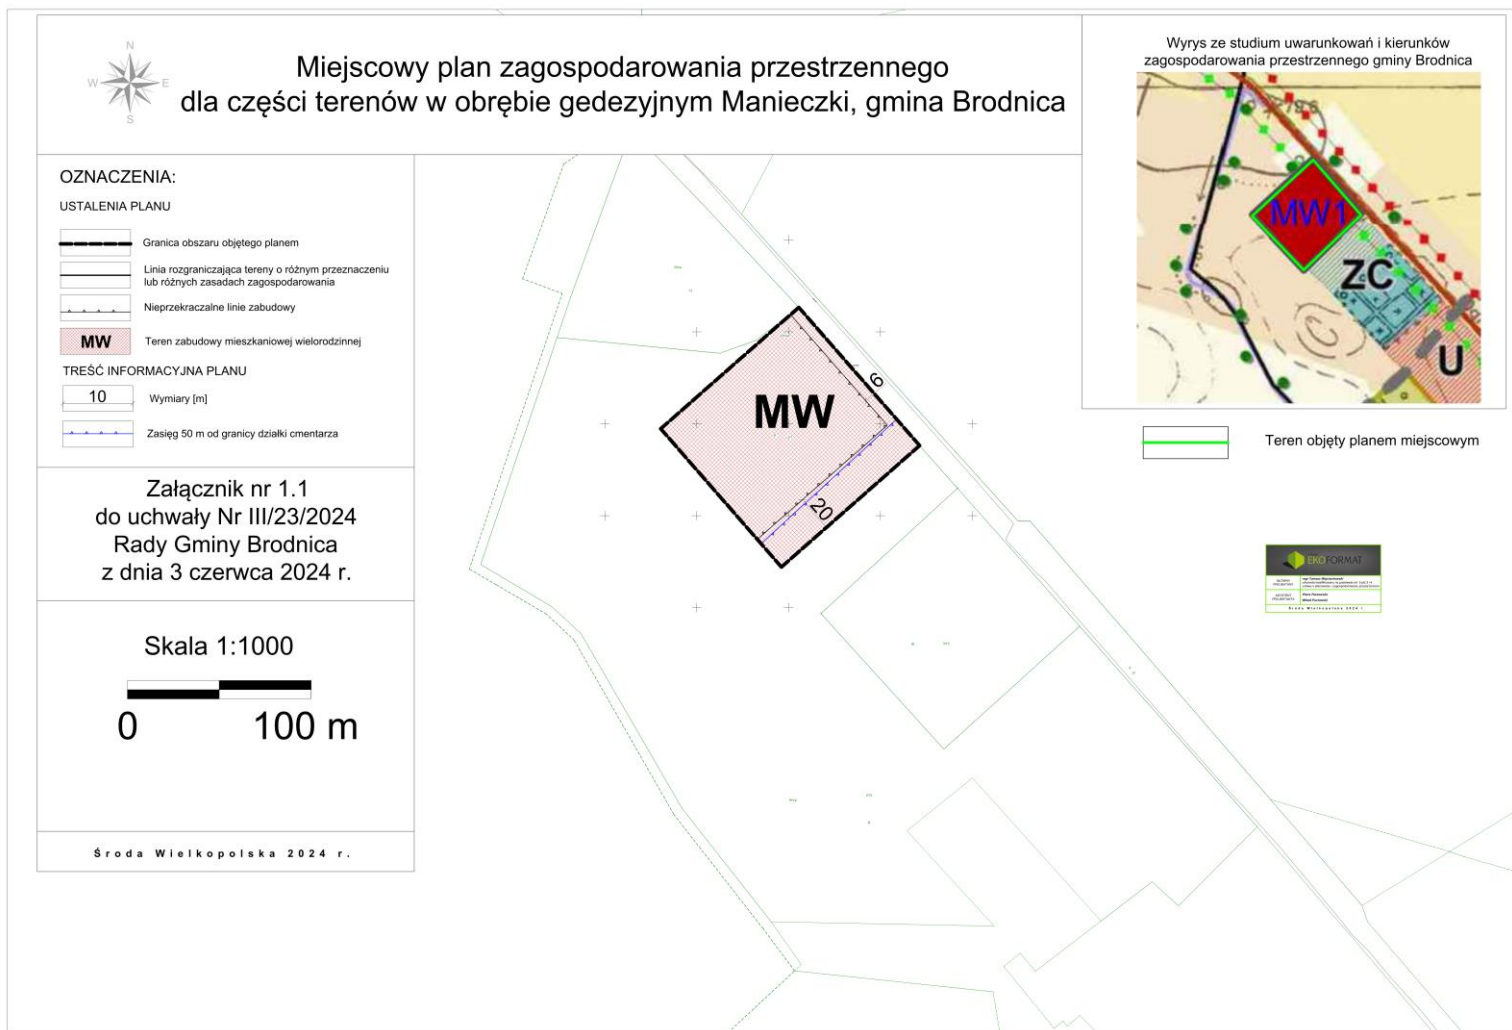 N
W
E
S
Miejscowy plan zagospodarowania przestrzennego
dla części terenów w obrębie gedezyjnym Manieczki, gmina Brodnica
OZNACZENIA:
USTALENIA PLANU
Granica obszaru objętego planem
Linia rozgraniczająca tereny o różnym przeznaczeniu
lub różnych zasadach zagospodarowania
Nieprzekraczalne linie zabudowy
MW
Teren zabudowy mieszkaniowej wielorodzinnej
TREŚĆ INFORMACYJNA PLANU
10
Wymiary [m]
Zasięg 50 m od granicy działki cmentarza
Załącznik nr 1.1
do uchwały Nr III/23/2024
Rady Gminy Brodnica
z dnia 3 czerwca 2024 r.
Skala 1:1000
0
100 m
Środa Wielkopolska 2024 r.
MW
6
20
Wyrys ze studium uwarunkowań i kierunków
zagospodarowania przestrzennego gminy Brodnica
MW1
ZC
U
Teren objęty planem miejscowym
EKOFORMAT
Środa Wielkopolska 2024 r.